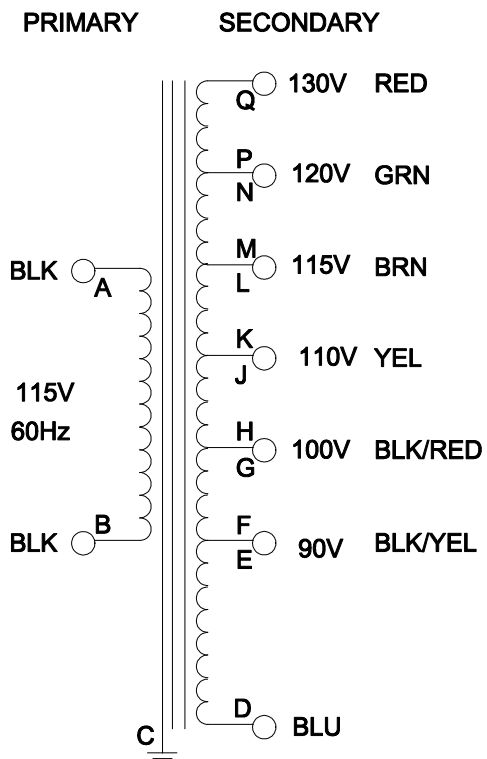 PRIMARY SECONDARY
Q 130V RED
P
N 120V GRN
M
L 115V BRN
BLK A
K
J 110V YEL
115V
60Hz
H
G 100V BLK/RED
BLK B
F
E 90V BLK/YEL
D BLU
C